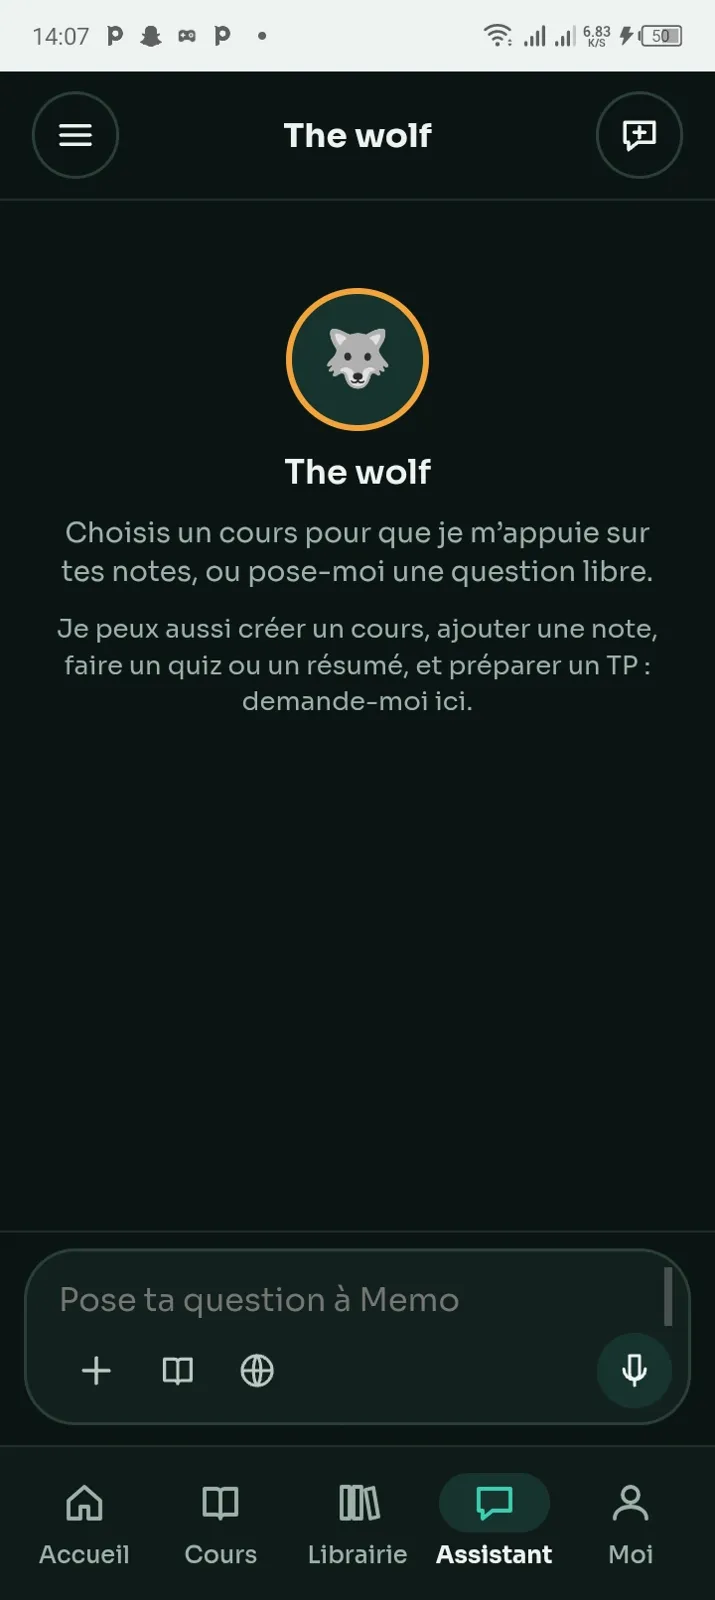 14:07
6.83
K/S
50
The wolf
The wolf
Choisis un cours pour que je m’appuie sur
tes notes, ou pose-moi une question libre.
Je peux aussi créer un cours, ajouter une note,
faire un quiz ou un résumé, et préparer un TP :
demande-moi ici.
Pose ta question à Memo
Accueil
Cours
Librairie
Assistant
Moi